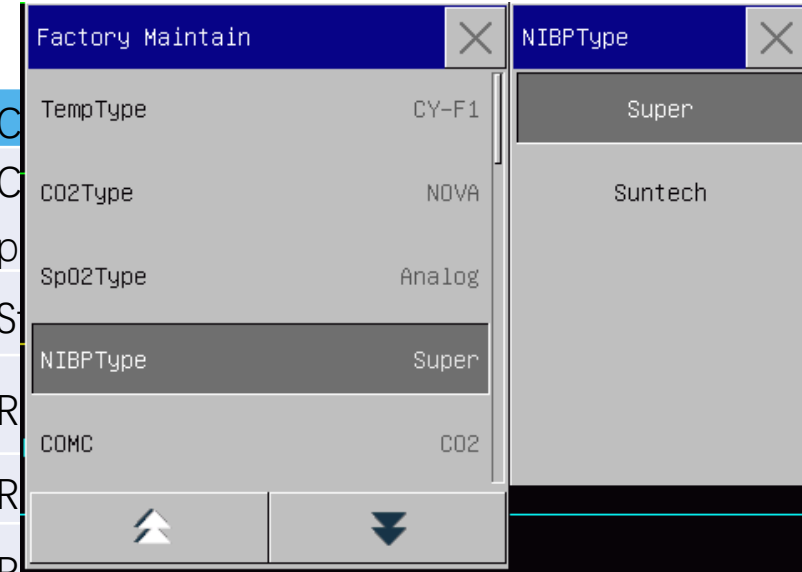 Factory Maintain
NIBPType
TempType CY-F1
CO2Type NOVA
SpO2Type Analog
NIBPType Super
COMC CO2
Super
Suntech
C
C
p
S
R
R